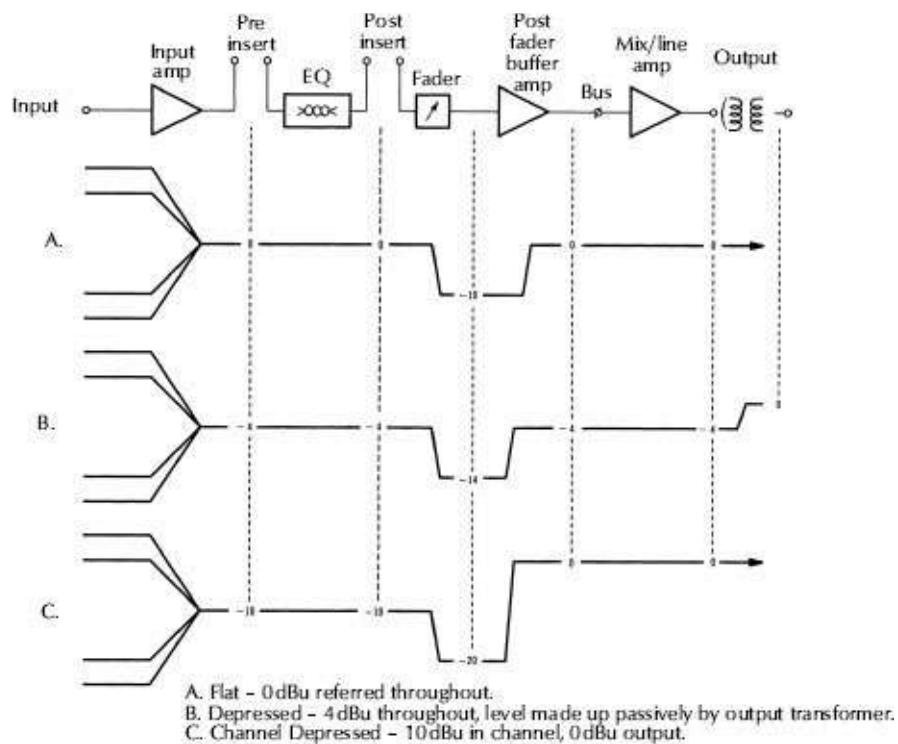 Pre
insert
Post
insert
Post
fader
buffer
amp
Mix/line
amp
Output
Input
amp
EQ
Fader
Bus
Input
A.
0
0
-10
0
0
B.
-4
-14
-4
C.
-10
-10
-20
0
0
A. Flat – 0 dBu referred throughout.
B. Depressed – 4 dBu throughout, level made up passively by output transformer.
C. Channel Depressed – 10 dBu in channel, 0 dBu output.